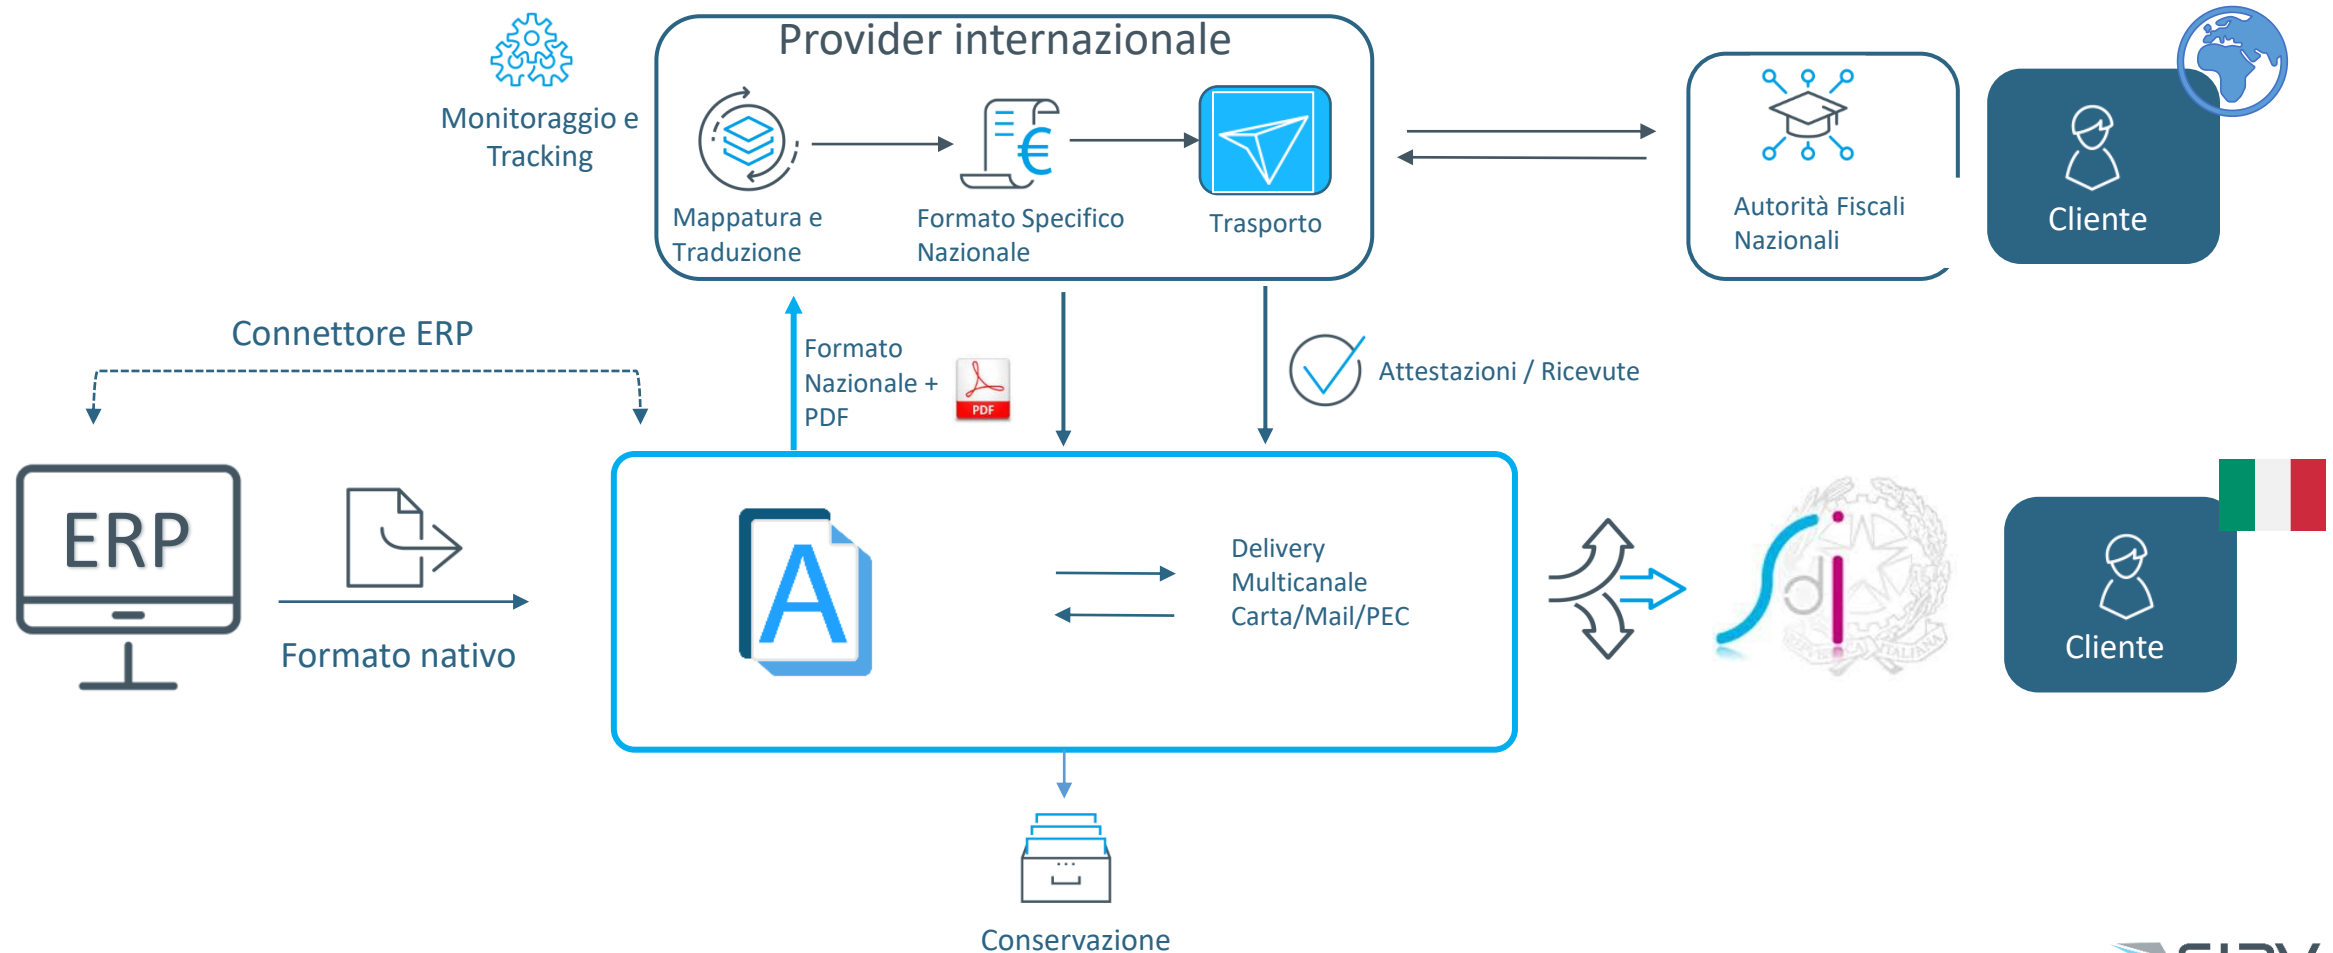 Provider internazionale
Monitoraggio e
Tracking
Mappatura e
Traduzione
Formato Specifico
Nazionale
€
Trasporto
Autorità Fiscali
Nazionali
Cliente
Connettore ERP
Formato
Nazionale +
PDF
PDF
Attestazioni / Ricevute
ERP
Formato nativo
A
Delivery
Multicanale
Carta/Mail/PEC
Sdi
Cliente
Conservazione